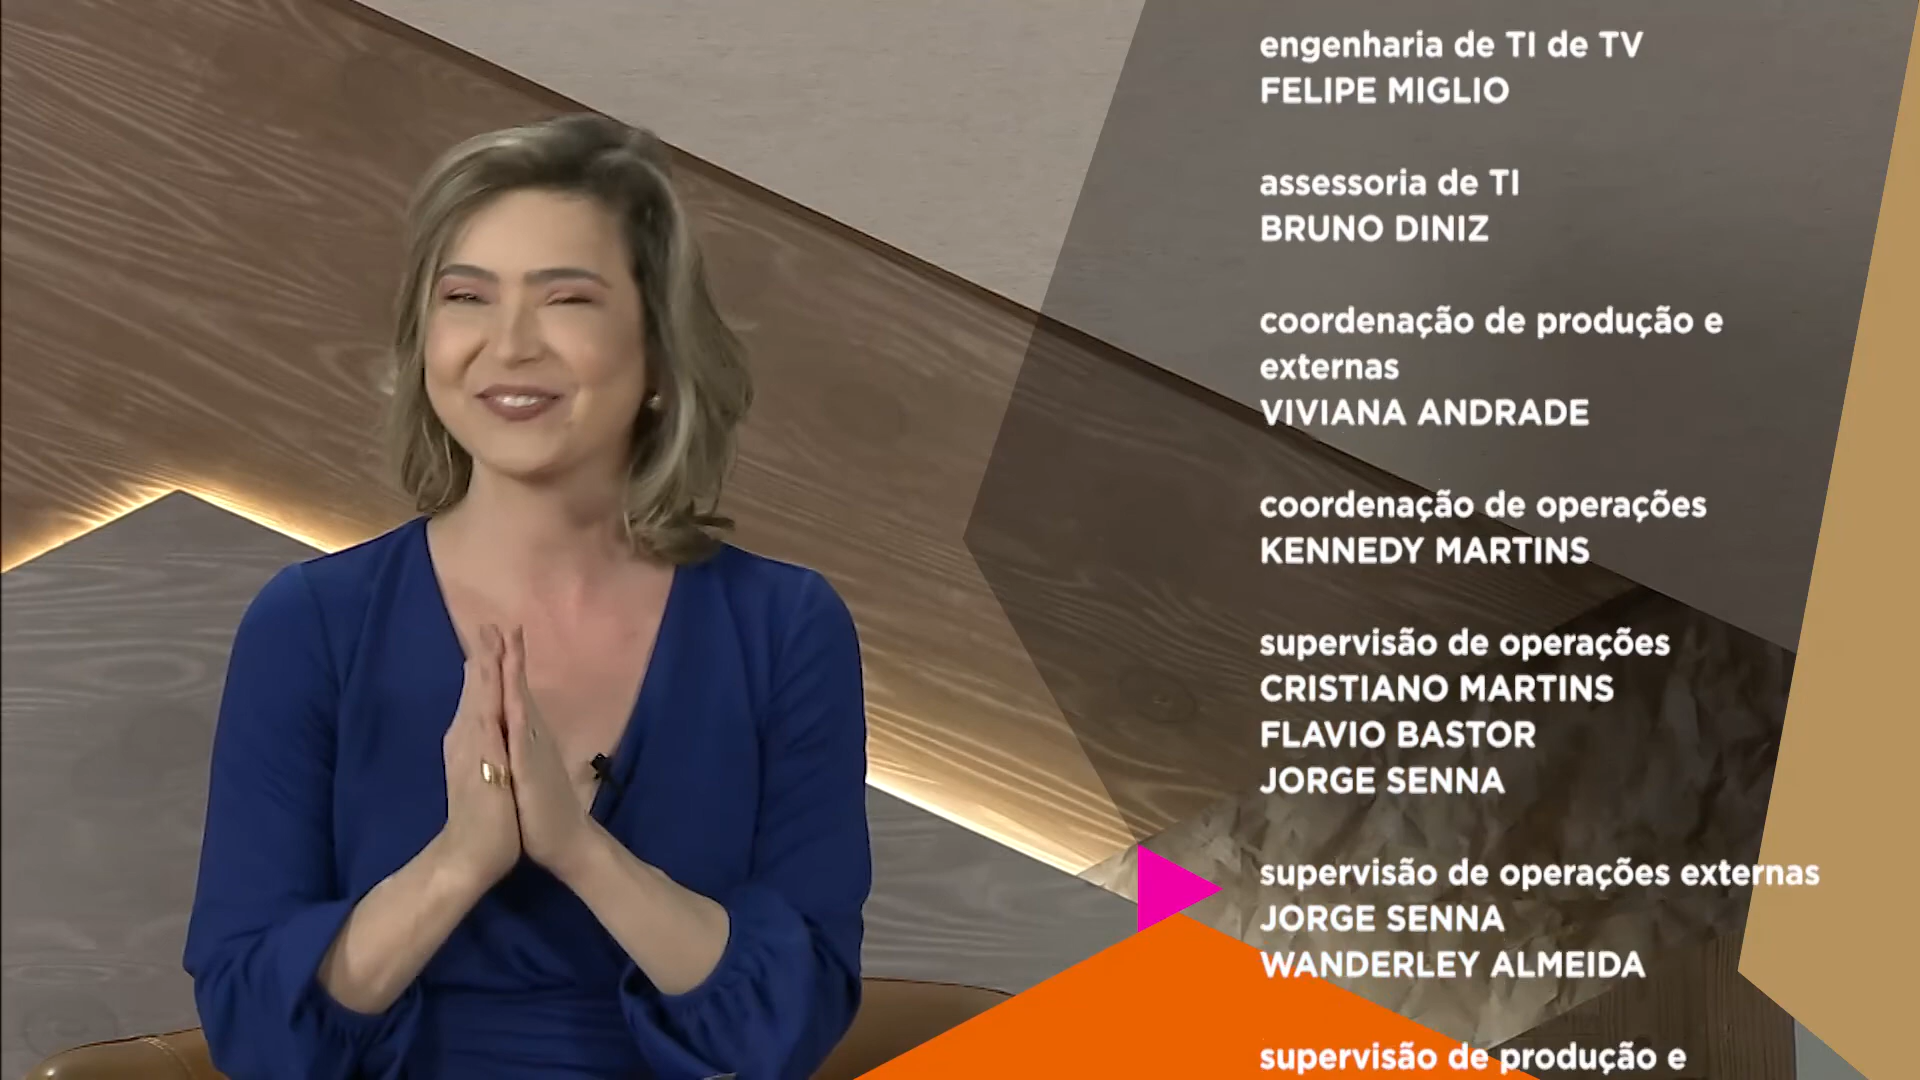 engenharia de TI de TV
FELIPE MIGLIO
assessoria de TI
BRUNO DINIZ
coordenação de produção e
externas
VIVIANA ANDRADE
coordenação de operações
KENNEDY MARTINS
supervisão de operações
CRISTIANO MARTINS
FLAVIO BASTOR
JORGE SENNA
supervisão de operações externas
JORGE SENNA
WANDERLEY ALMEIDA
supervisão de produção e